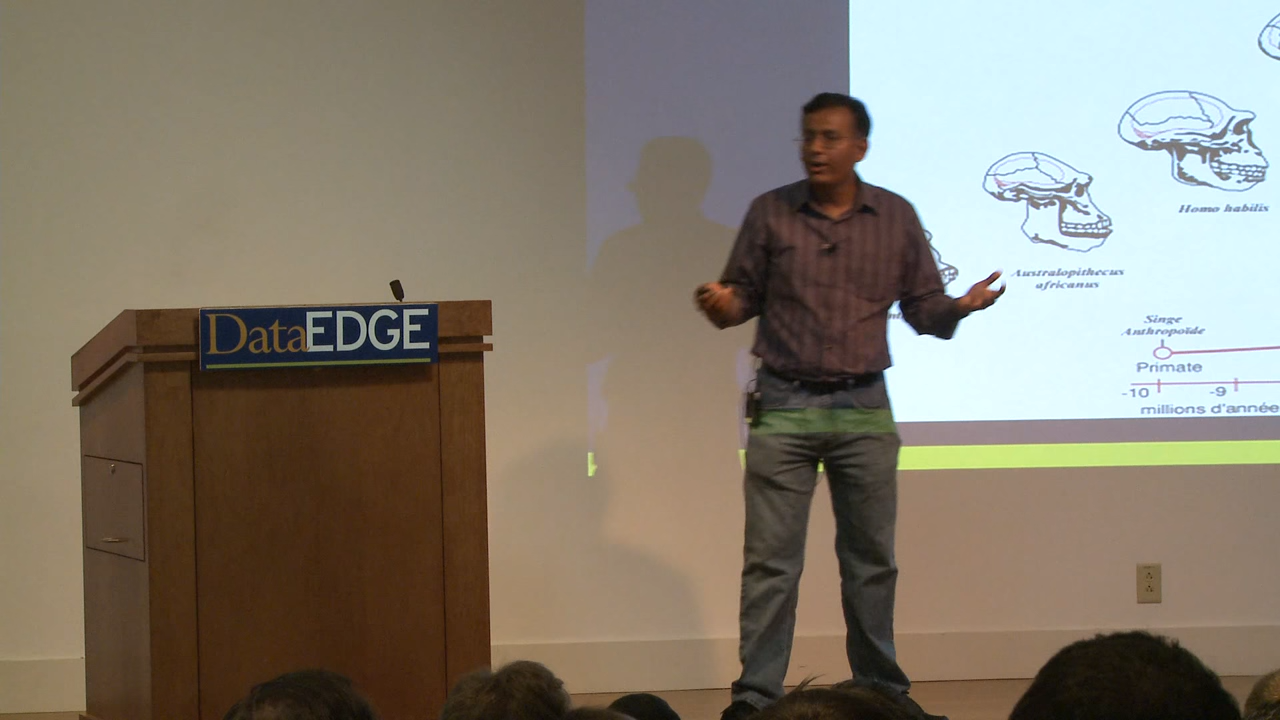 DataEDGE
Homo habilis
Australopithecus
africanus
Singe
Anthropoïde
Primate
-10 -9
millions d'année